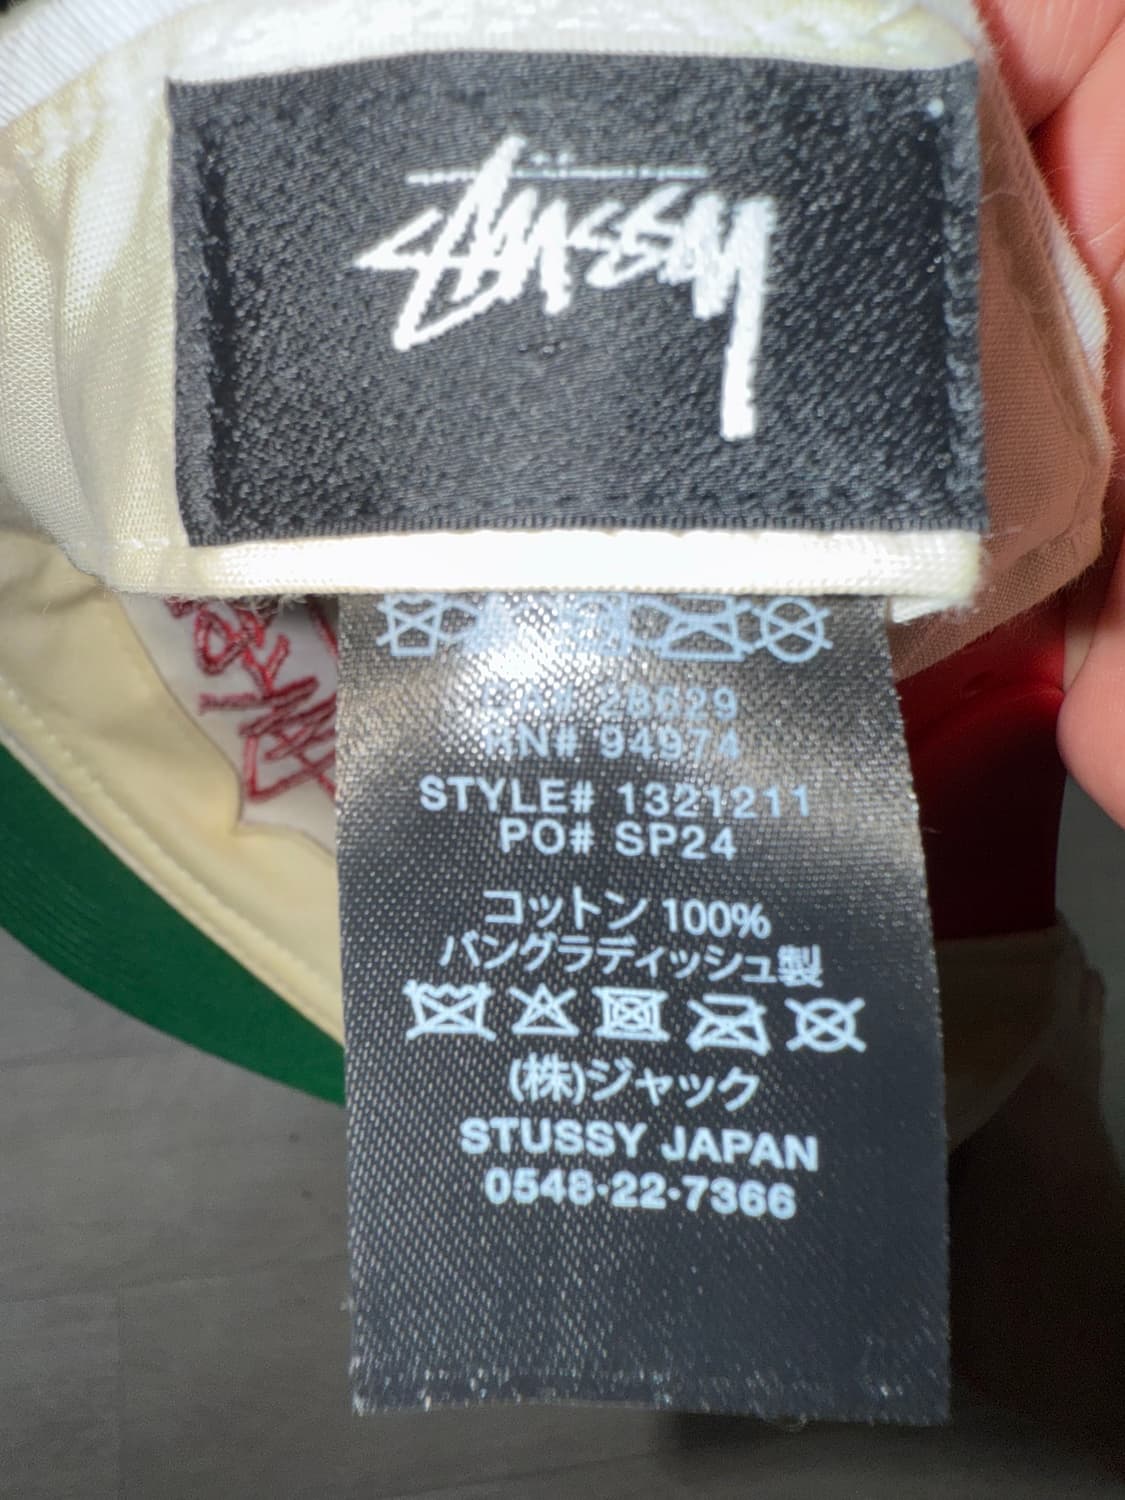 STÜSSY
CA# 28629
RN# 94974
STYLE# 1321211
PO# SP24
コットン 100%
バングラディッシュ製
(株)ジャック
STUSSY JAPAN
0548-22-7366